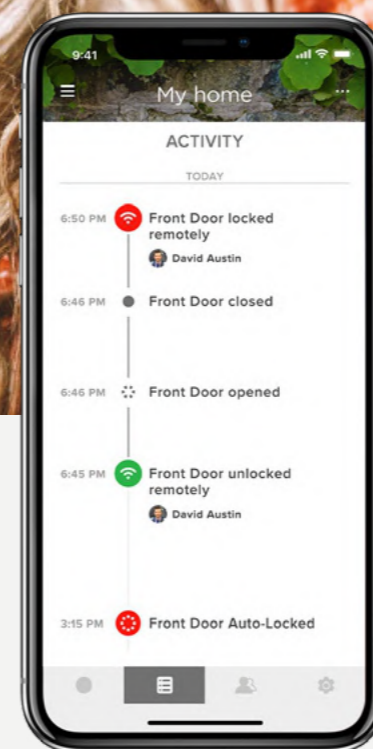 9:41
My home
ACTIVITY
TODAY
6:50 PM Front Door locked
remotely
David Austin
6:46 PM Front Door closed
6:46 PM Front Door opened
6:45 PM Front Door unlocked
remotely
David Austin
3:15 PM Front Door Auto-Locked